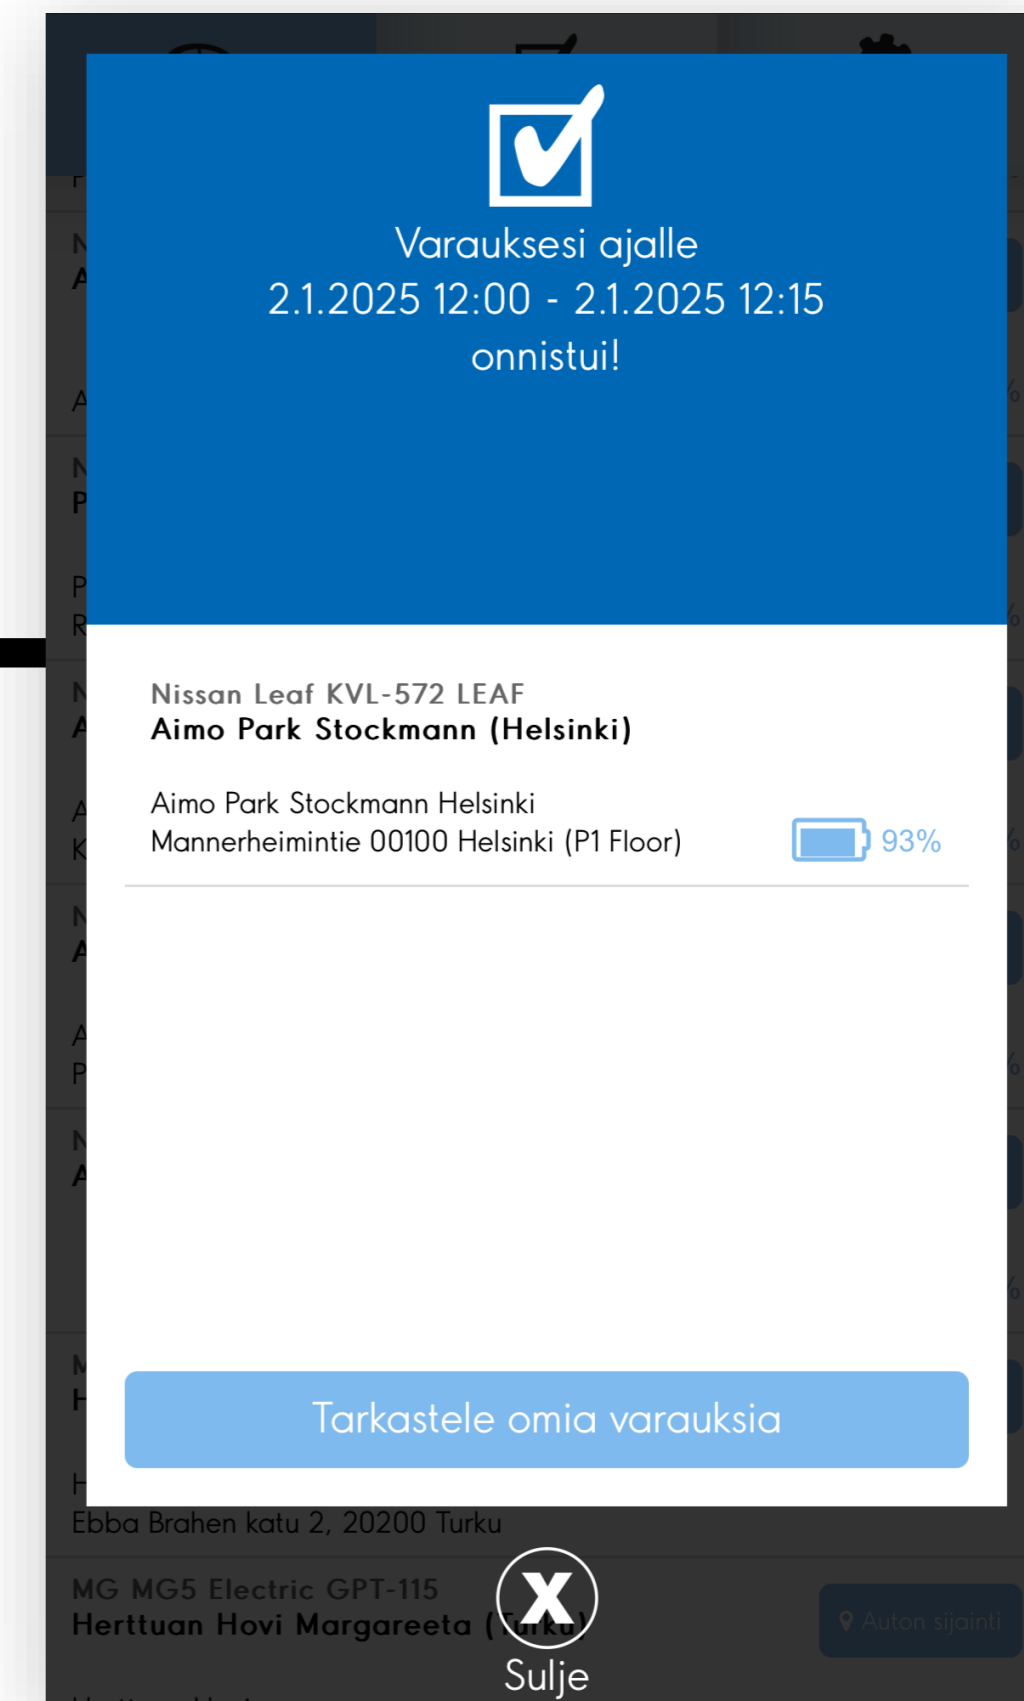 Varauksesi ajalle
2.1.2025 12:00 - 2.1.2025 12:15
onnistui!
Nissan Leaf KVL-572 LEAF
Aimo Park Stockmann (Helsinki)
Aimo Park Stockmann Helsinki
Mannerheimintie 00100 Helsinki (P1 Floor)
93%
Tarkastele omia varauksia
Ebba Brahen katu 2, 20200 Turku
MG MG5 Electric GPT-115
Herttuan Hovi Margareeta (Turku)
Auton sijainti
X
Sulje